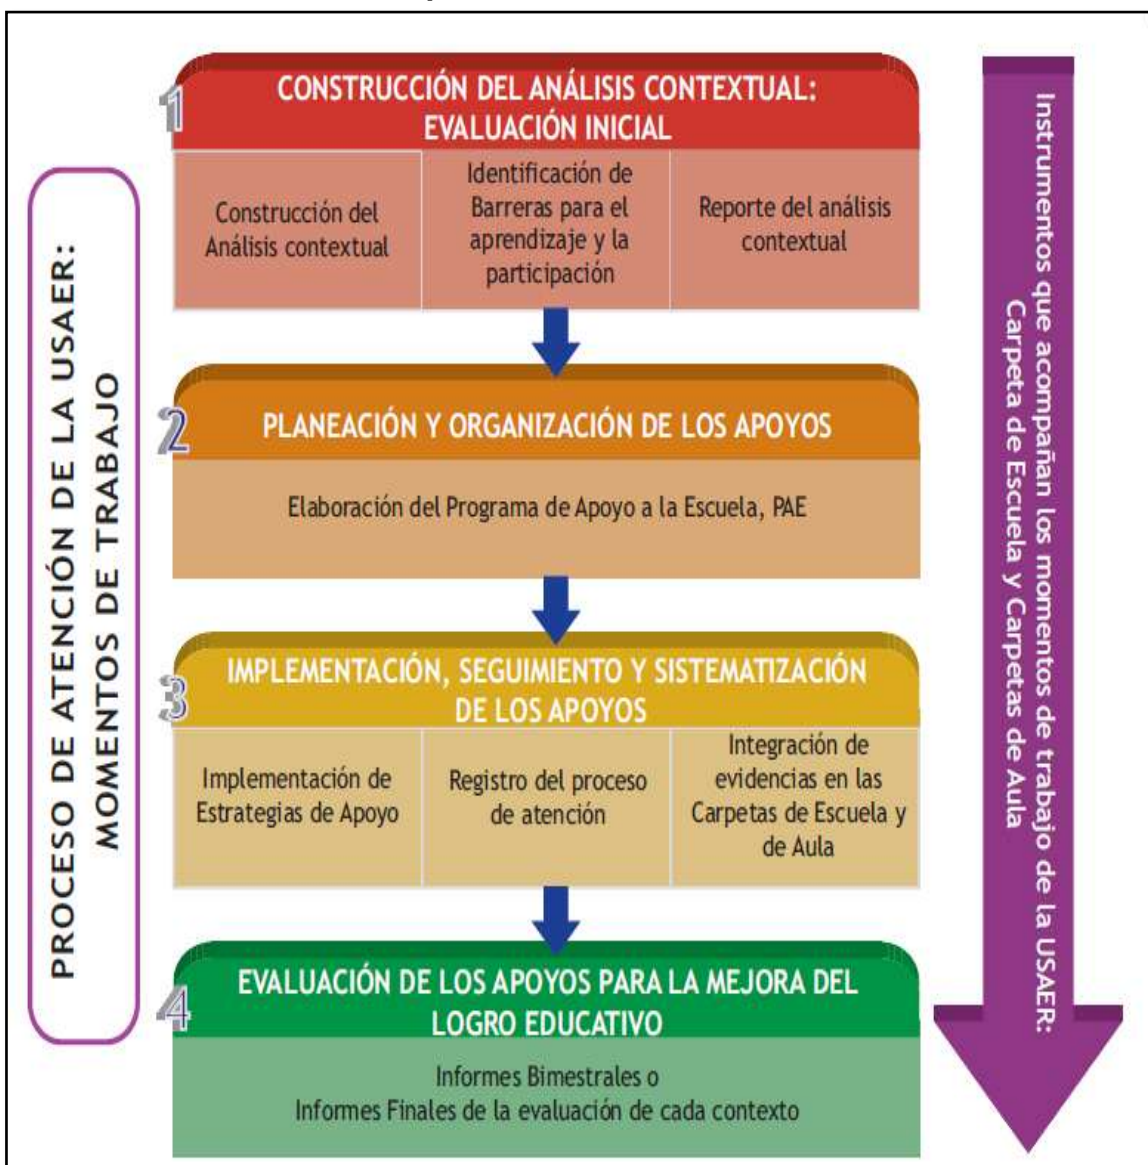 PROCESO DE ATENCIÓN DE LA USAER:
MOMENTOS DE TRABAJO
1
CONSTRUCCIÓN DEL ANÁLISIS CONTEXTUAL:
EVALUACIÓN INICIAL
Construcción del
Análisis contextual
Identificación de
Barreras para el
aprendizaje y la
participación
Reporte del análisis
contextual
2
PLANEACIÓN Y ORGANIZACIÓN DE LOS APOYOS
Elaboración del Programa de Apoyo a la Escuela, PAE
3
IMPLEMENTACIÓN, SEGUIMIENTO Y SISTEMATIZACIÓN
DE LOS APOYOS
Implementación de
Estrategias de Apoyo
Registro del proceso
de atención
Integración de
evidencias en las
Carpetas de Escuela y
de Aula
4
EVALUACIÓN DE LOS APOYOS PARA LA MEJORA DEL
LOGRO EDUCATIVO
Informes Bimestrales o
Informes Finales de la evaluación de cada contexto
Instrumentos que acompañan los momentos de trabajo de la USAER:
Carpeta de Escuela y Carpetas de Aula